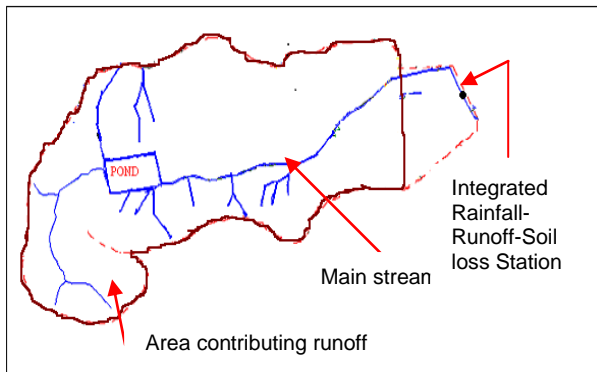 POND
Integrated
Rainfall-
Runoff-Soil
loss Station
Main strean
Area contributing runoff